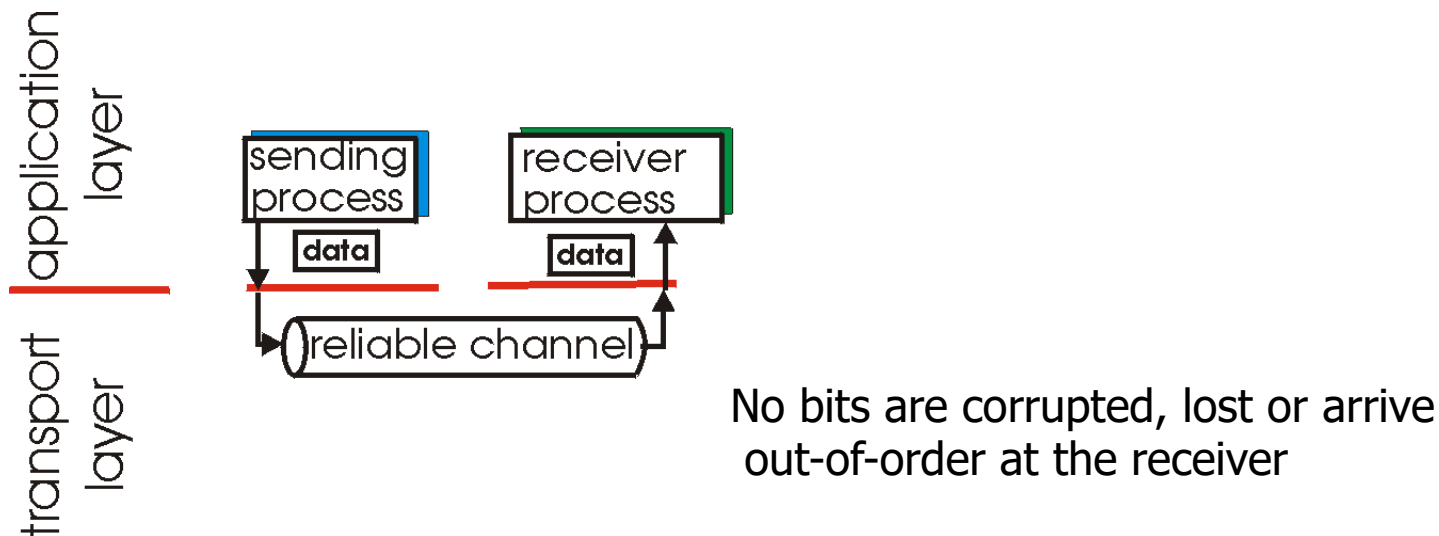 application
layer
sending
process
data
receiver
process
data
transport
layer
reliable channel
No bits are corrupted, lost or arrive
out-of-order at the receiver